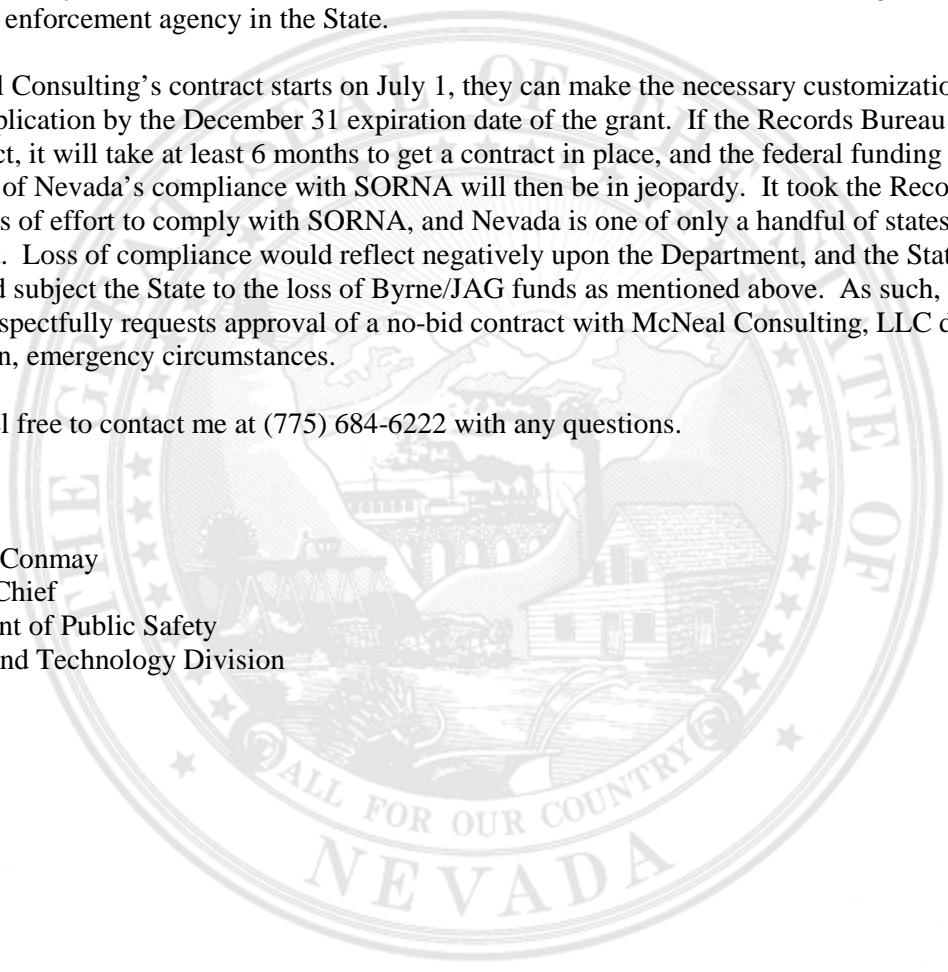 enforcement agency in the State.
l Consulting’s contract starts on July 1, they can make the necessary customizatio
plication by the December 31 expiration date of the grant. If the Records Bureau
ct, it will take at least 6 months to get a contract in place, and the federal funding
of Nevada’s compliance with SORNA will then be in jeopardy. It took the Reco
s of effort to comply with SORNA, and Nevada is one of only a handful of states
t. Loss of compliance would reflect negatively upon the Department, and the Stat
d subject the State to the loss of Byrne/JAG funds as mentioned above. As such,
spectfully requests approval of a no-bid contract with McNeal Consulting, LLC d
n, emergency circumstances.
l free to contact me at (775) 684-6222 with any questions.
Conmay
Chief
nt of Public Safety
nd Technology Division
THE GREAT SEAL OF THE STATE OF
ALL FOR OUR COUNTRY
NEVADA